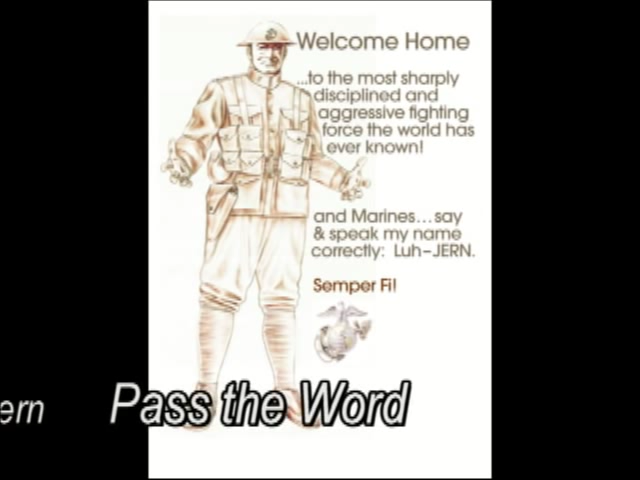 Welcome Home
...to the most sharply
disciplined and
aggressive fighting
force the world has
ever known!
and Marines...say
& speak my name
correctly: Luh-JERN.
Semper Fi!
ern Pass the Word